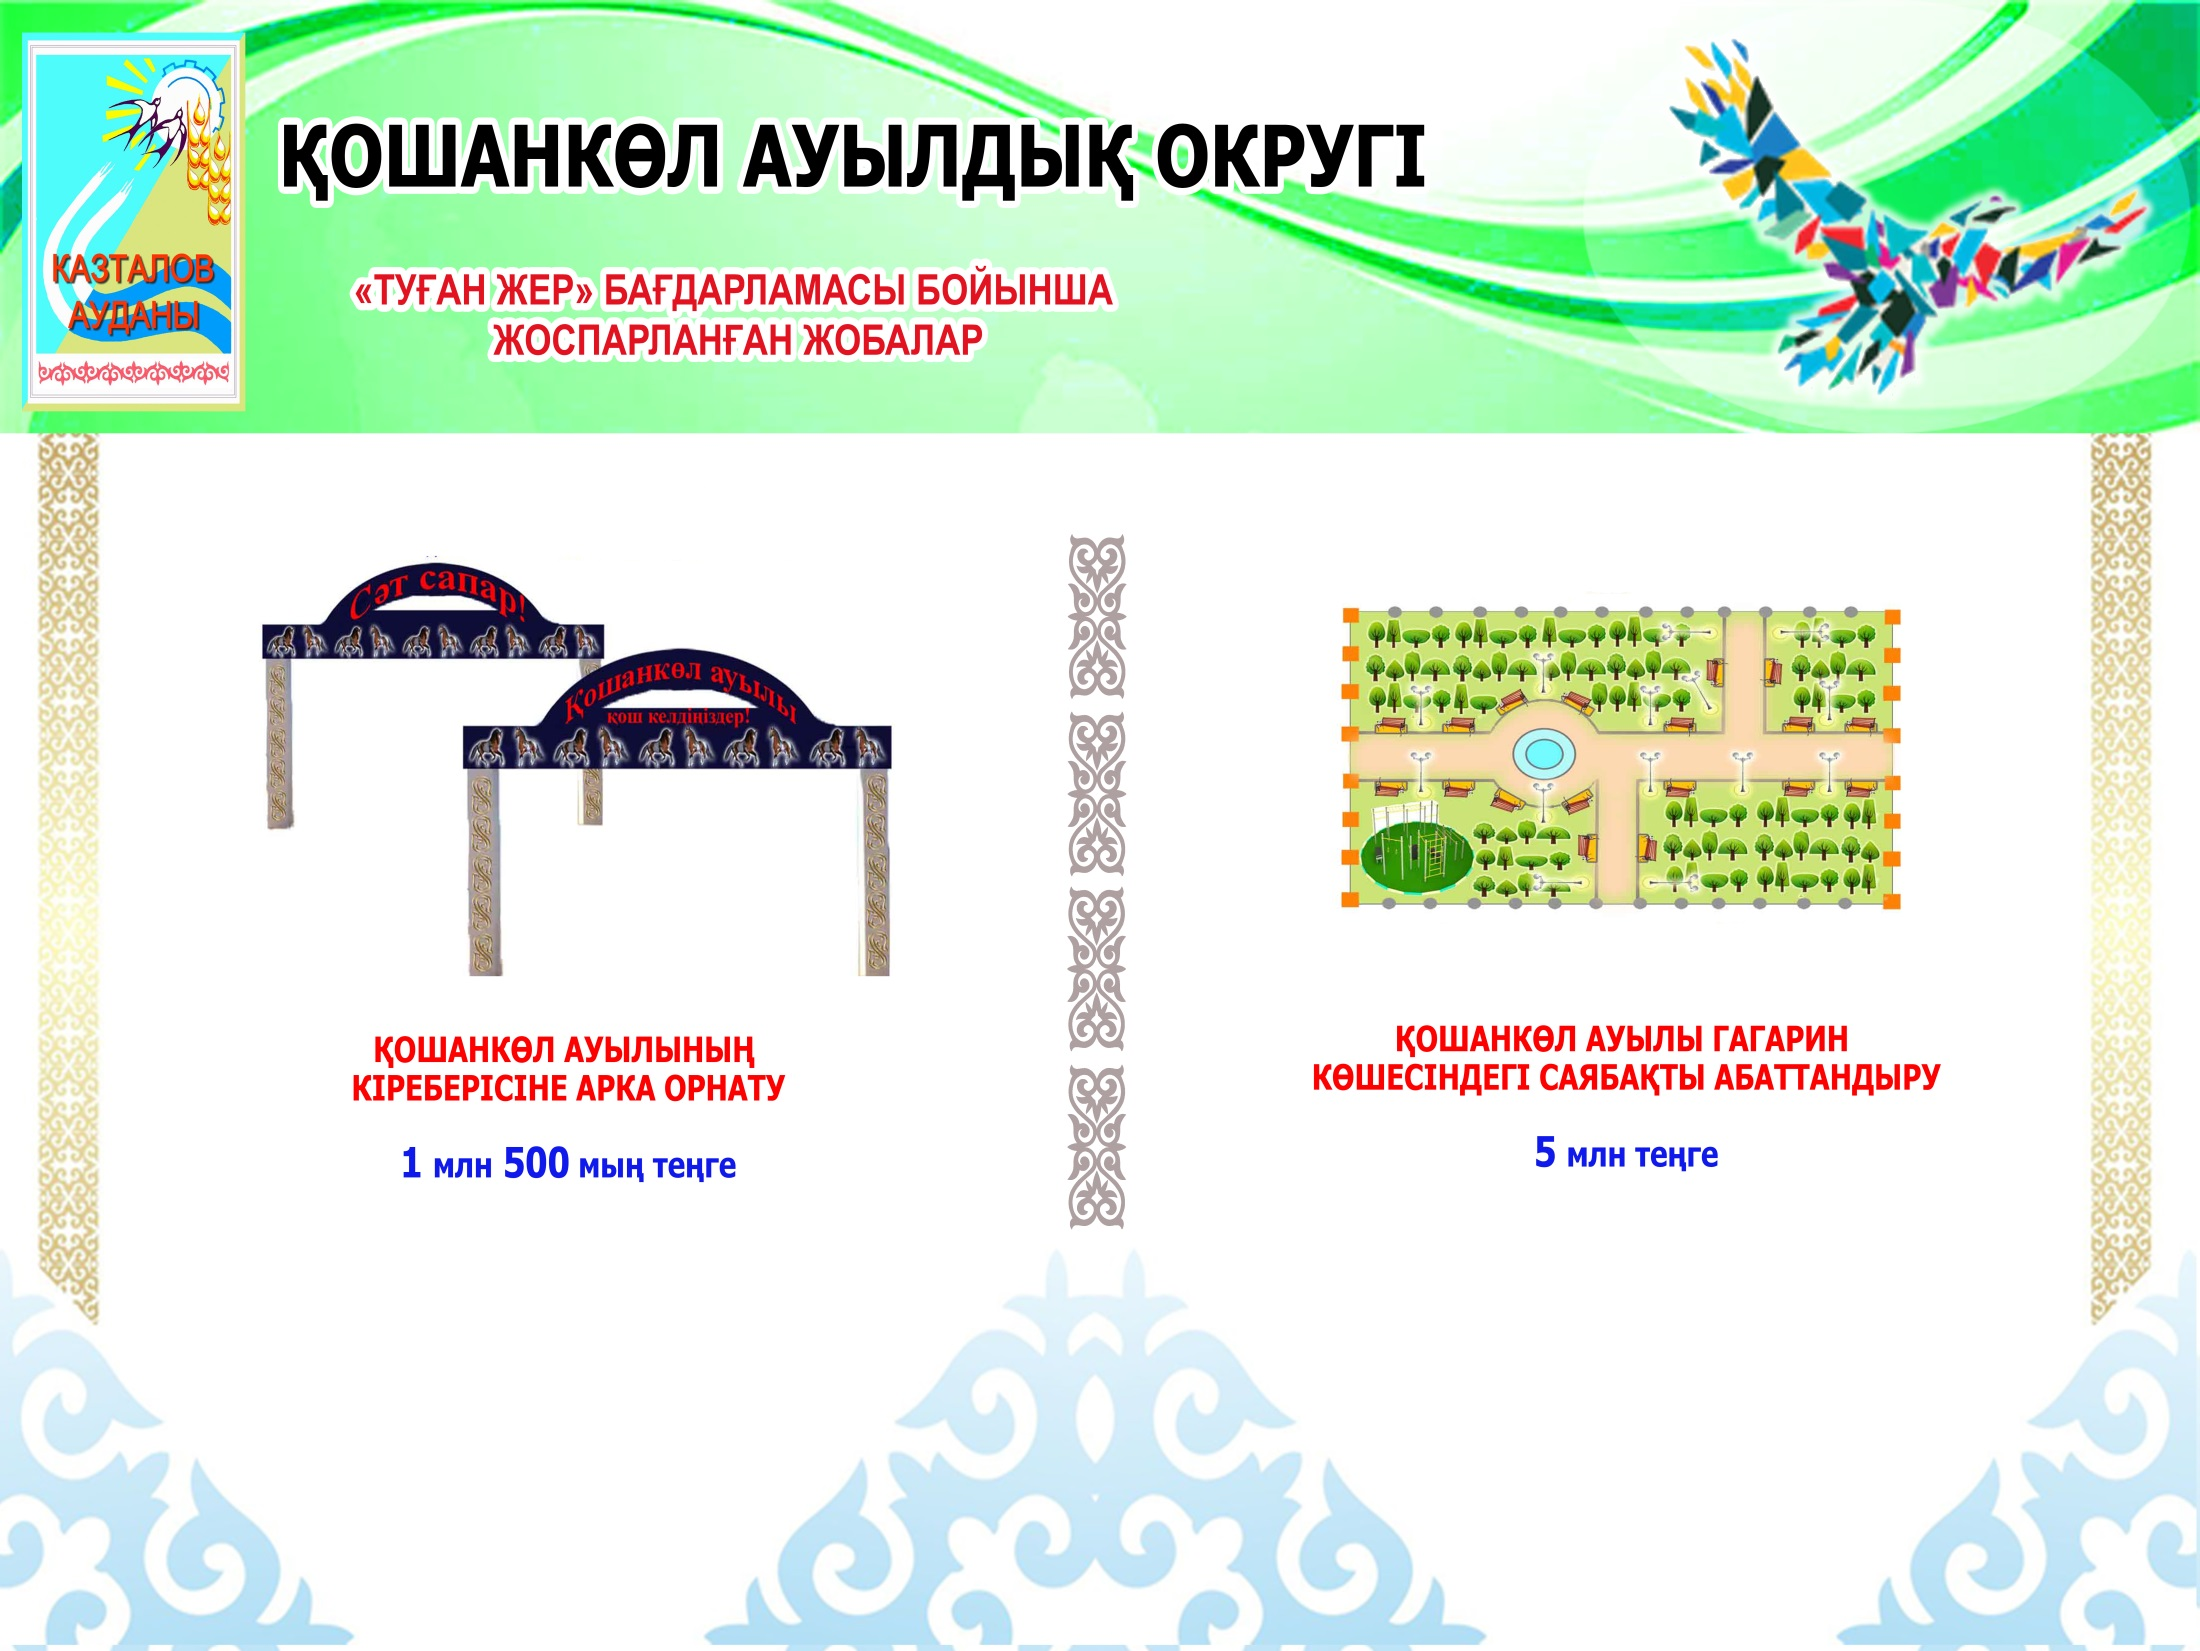 КАЗТАЛОВ
АУДАНЫ
ҚОШАНКӨЛ АУЫЛДЫҚ ОКРУГІ
«ТУҒАН ЖЕР» БАҒДАРЛАМАСЫ БОЙЫНША
ЖОСПАРЛАНҒАН ЖОБАЛАР
Сәт сапар!
Қошанкөл ауылы
қош келдіңіздер!
ҚОШАНКӨЛ АУЫЛЫНЫҢ
КІРЕБЕРІСІНЕ АРКА ОРНАТУ
1 млн 500 мың теңге
ҚОШАНКӨЛ АУЫЛЫ ГАГАРИН
КӨШЕСІНДЕГІ САЯБАҚТЫ АБАТТАНДЫРУ
5 млн теңге